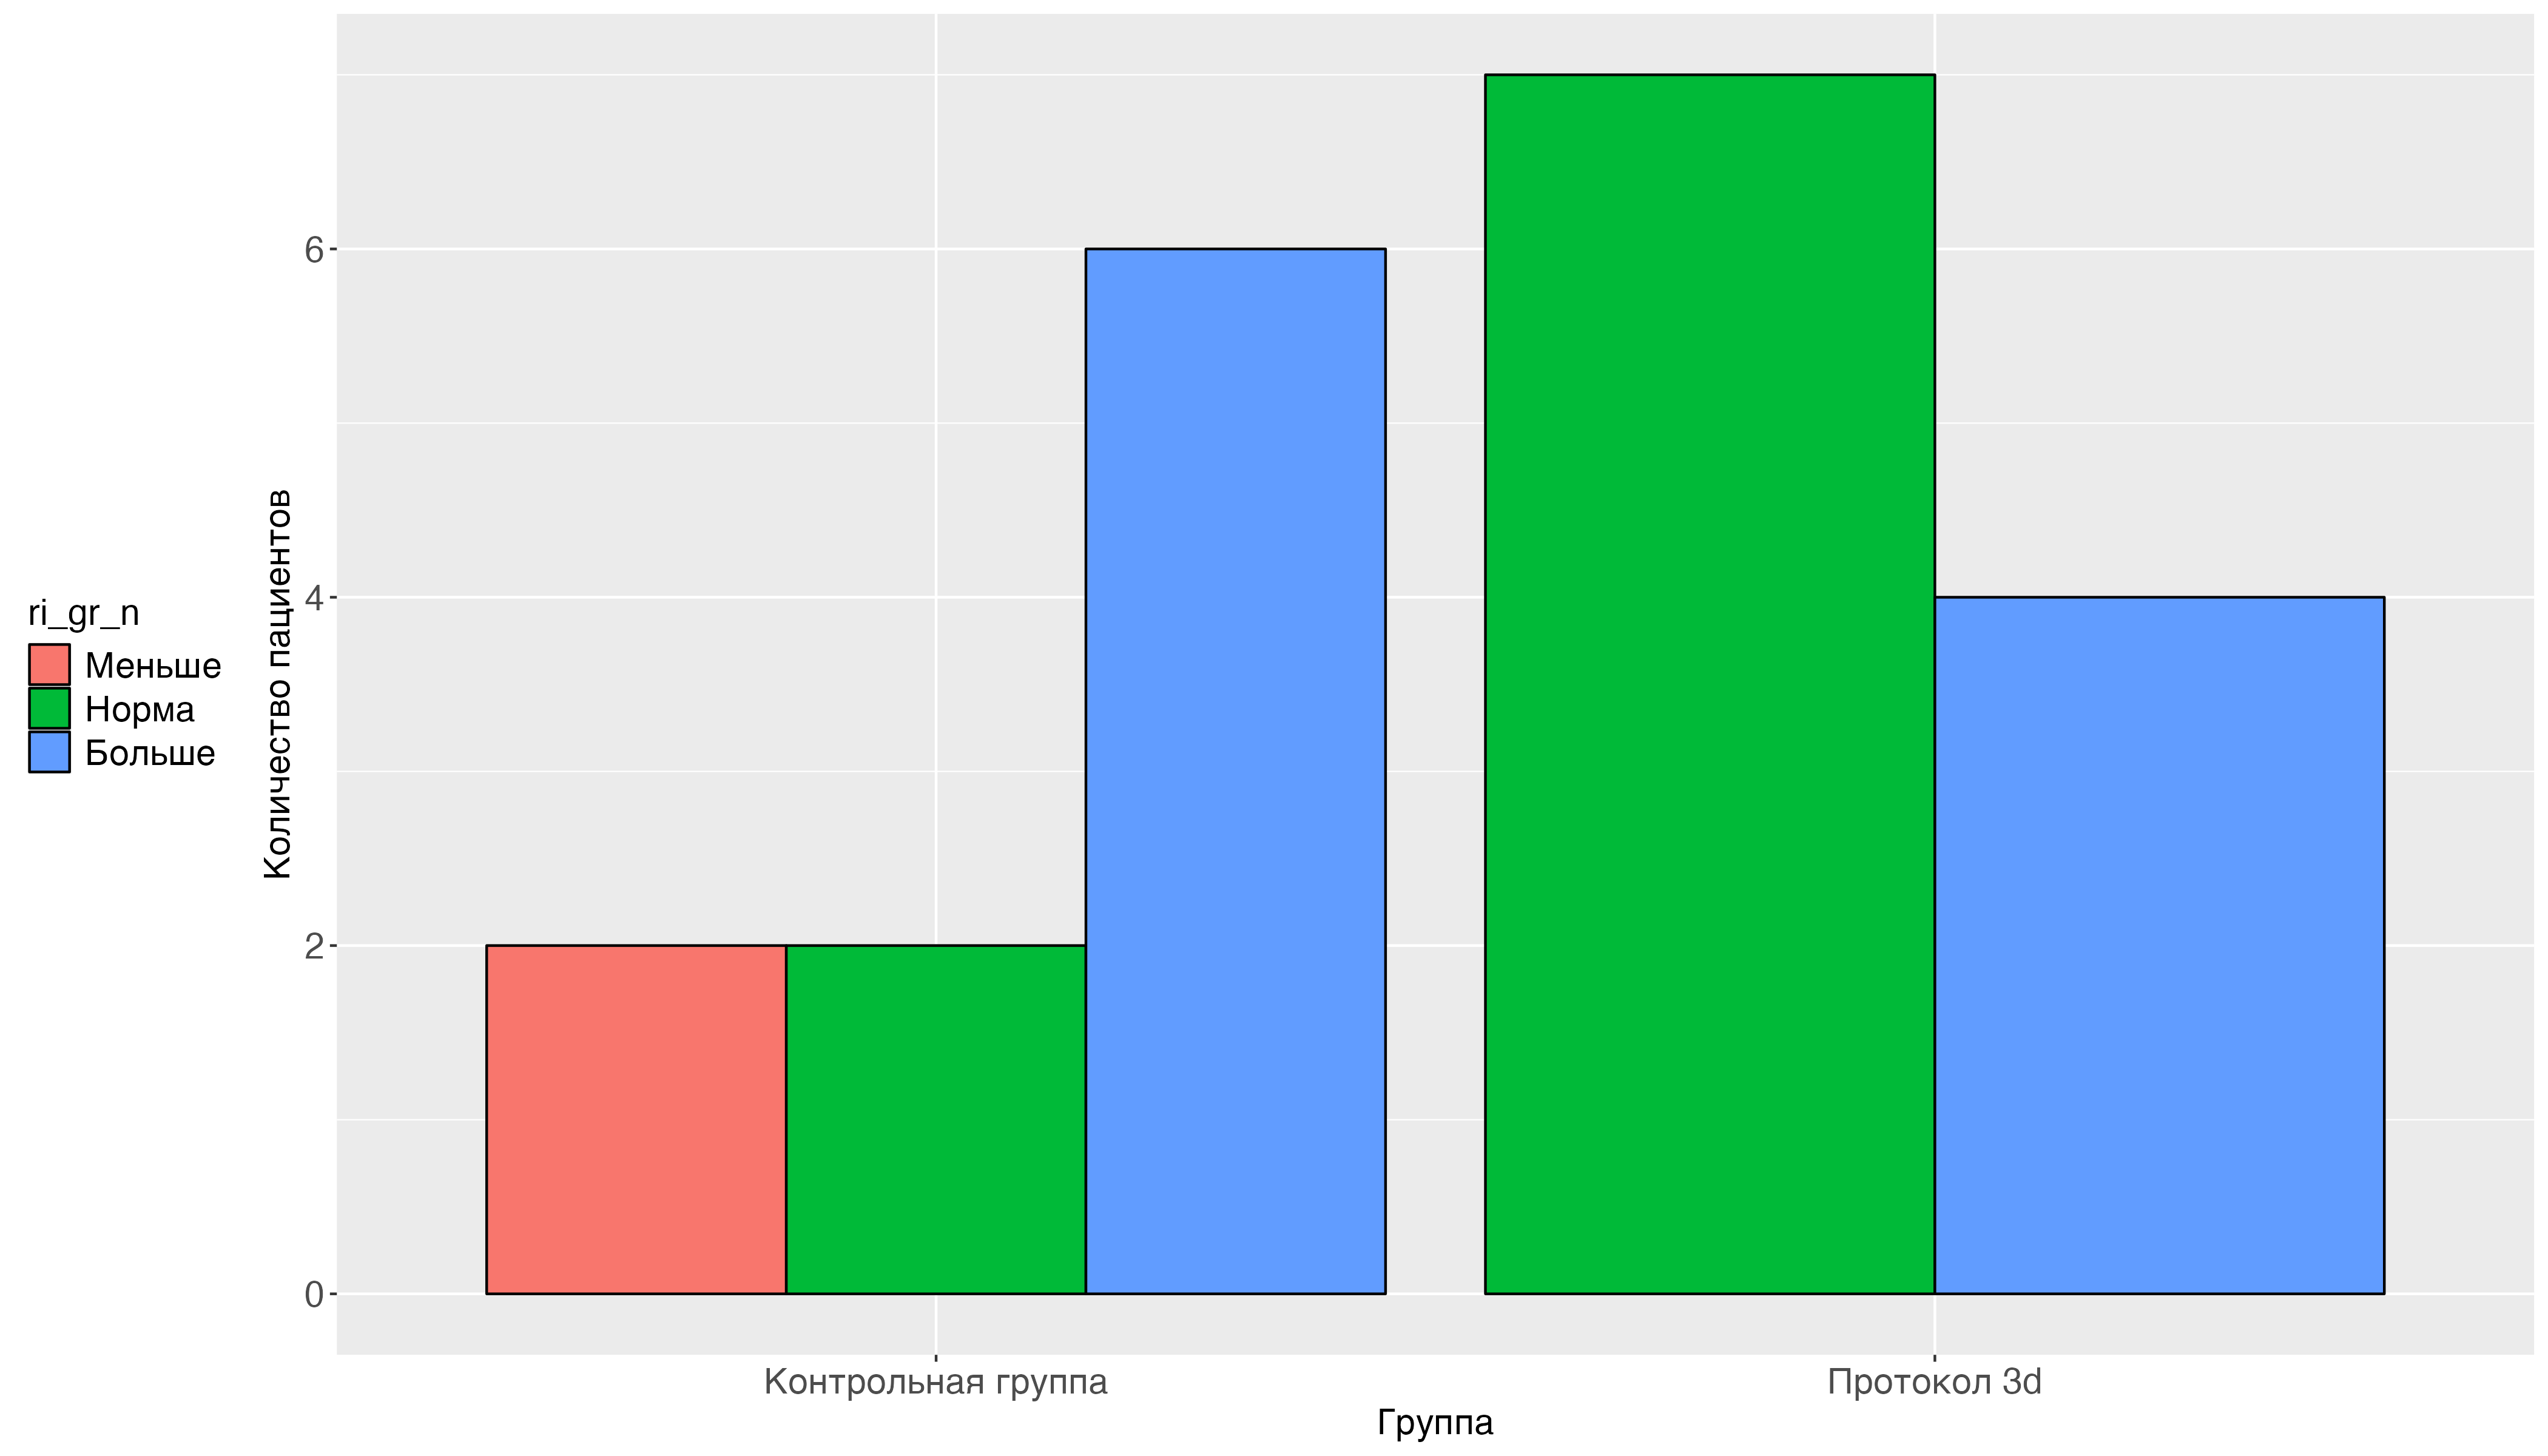 ri_gr_n
Меньше
Норма
Больше
Количество пациентов
6
4
2
0
Контрольная группа
Протокол 3d
Группа